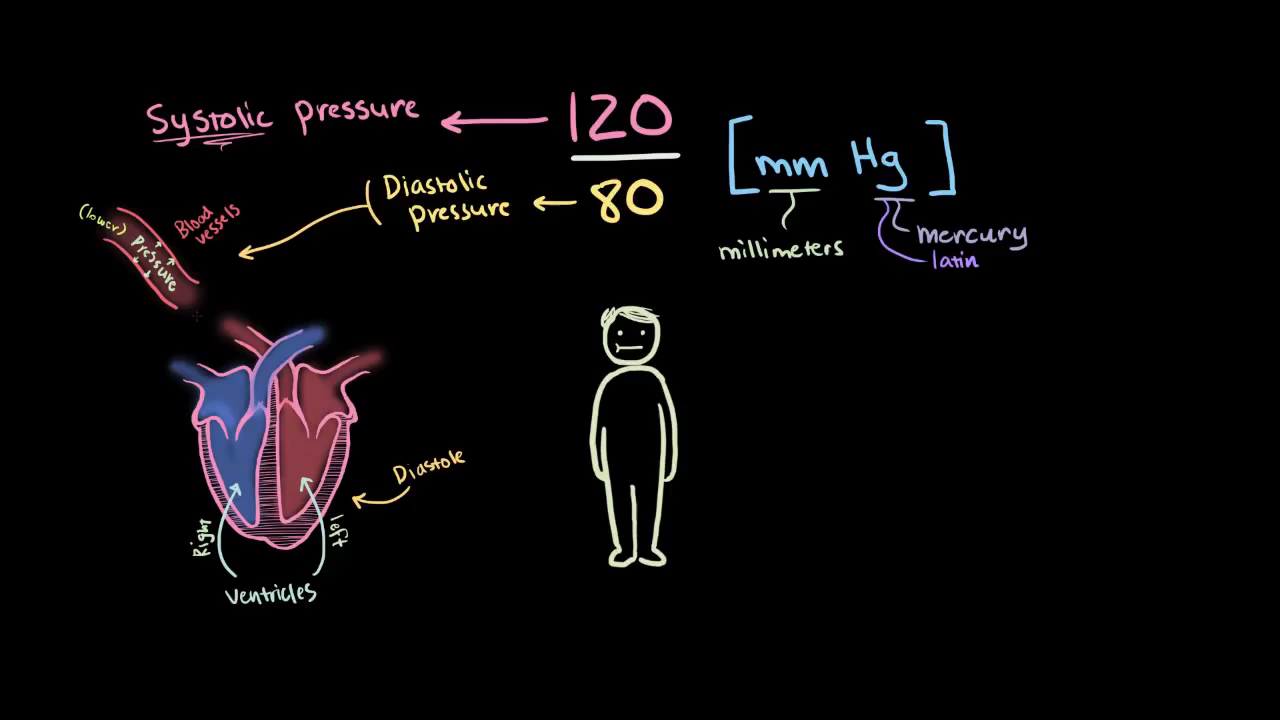 Systolic pressure
120
[mm Hg]
Diastolic
pressure
80
millimeters
mercury
latin
(lower)
Pressure
Blood
vessels
Diastole
Right
left
ventricles